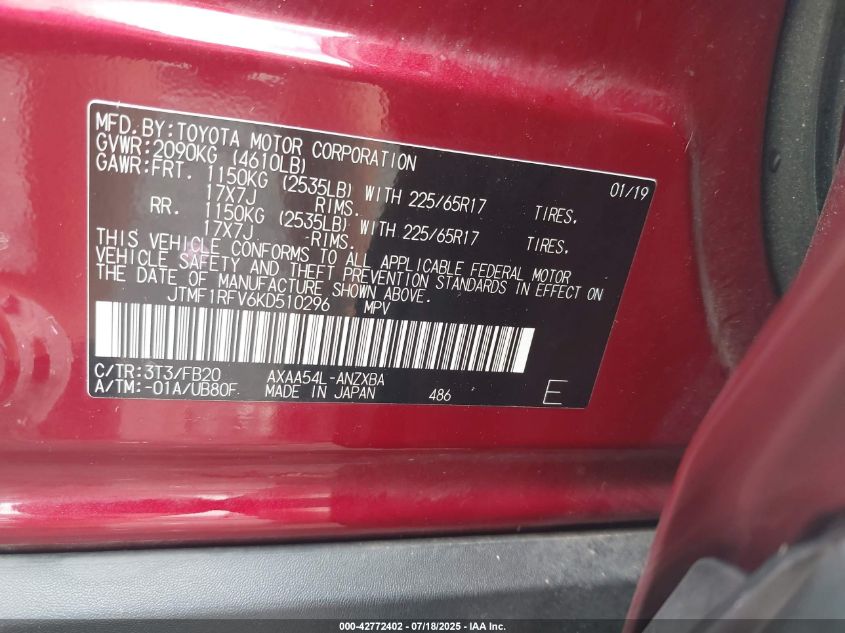 MFD. BY: TOYOTA MOTOR CORPORATION 01/19
GVWR: 2090KG (4610LB)
GAWR: FRT. 1150KG (2535LB) WITH 225/65R17 TIRES.
17X7J RIMS.
RR. 1150KG (2535LB) WITH 225/65R17 TIRES.
17X7J RIMS.
THIS VEHICLE CONFORMS TO ALL APPLICABLE FEDERAL MOTOR
VEHICLE SAFETY AND THEFT PREVENTION STANDARDS IN EFFECT ON
THE DATE OF MANUFACTURE SHOWN ABOVE.
JTMF1RFV6KD510296 MPV
C/TR: 3T3/FB20 AXAA54L-ANZXBA
A/TM: -01A/UB80F MADE IN JAPAN 486 E
000-42772402 - 07/18/2025 - IAA Inc.